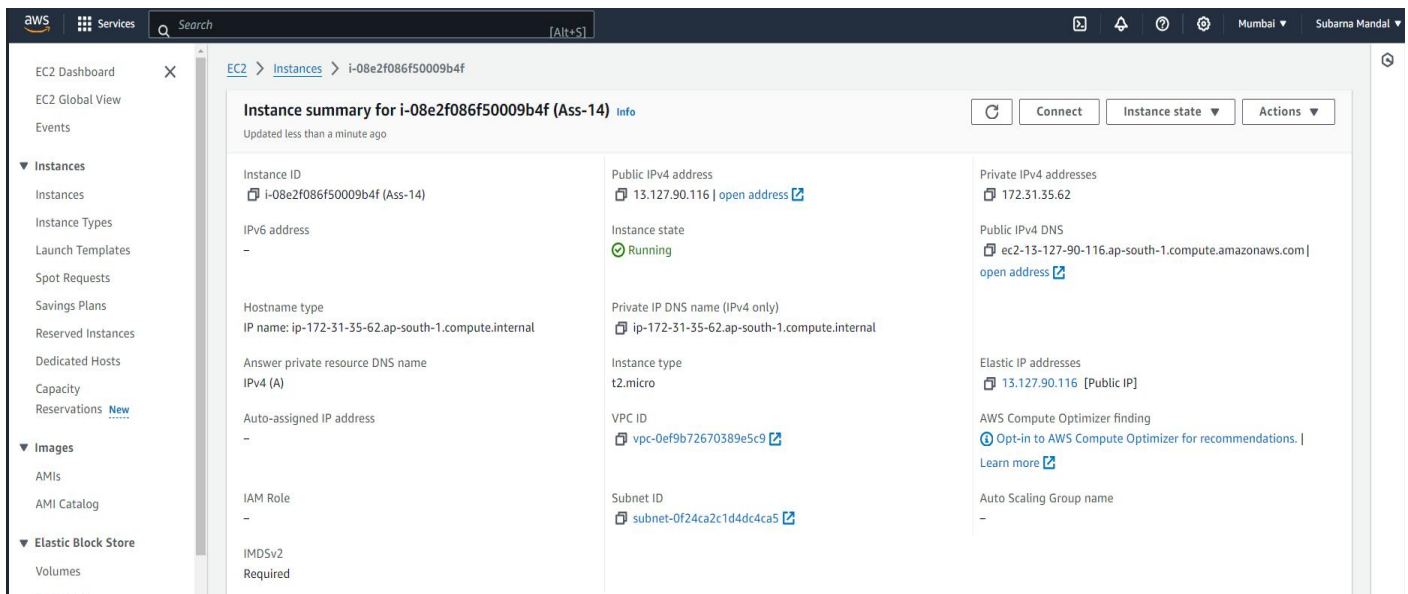 aws
Services
Search
[Alt+S]
Mumbai
Subarna Mandal
EC2 Dashboard
EC2 Global View
Events
Instances
Instances
Instance Types
Launch Templates
Spot Requests
Savings Plans
Reserved Instances
Dedicated Hosts
Capacity
Reservations New
Images
AMIs
AMI Catalog
Elastic Block Store
Volumes
EC2 > Instances > i-08e2f086f50009b4f
Instance summary for i-08e2f086f50009b4f (Ass-14) Info
Updated less than a minute ago
Connect
Instance state
Actions
Instance ID
i-08e2f086f50009b4f (Ass-14)
Public IPv4 address
13.127.90.116 | open address
Private IPv4 addresses
172.31.35.62
IPv6 address
–
Instance state
Running
Public IPv4 DNS
ec2-13-127-90-116.ap-south-1.compute.amazonaws.com |
open address
Hostname type
IP name: ip-172-31-35-62.ap-south-1.compute.internal
Private IP DNS name (IPv4 only)
ip-172-31-35-62.ap-south-1.compute.internal
Answer private resource DNS name
IPv4 (A)
Instance type
t2.micro
Elastic IP addresses
13.127.90.116 [Public IP]
Auto-assigned IP address
–
VPC ID
vpc-0ef9b72670389e5c9
AWS Compute Optimizer finding
Opt-in to AWS Compute Optimizer for recommendations. |
Learn more
IAM Role
–
Subnet ID
subnet-0f24ca2c1d4dc4ca5
Auto Scaling Group name
–
IMDSv2
Required